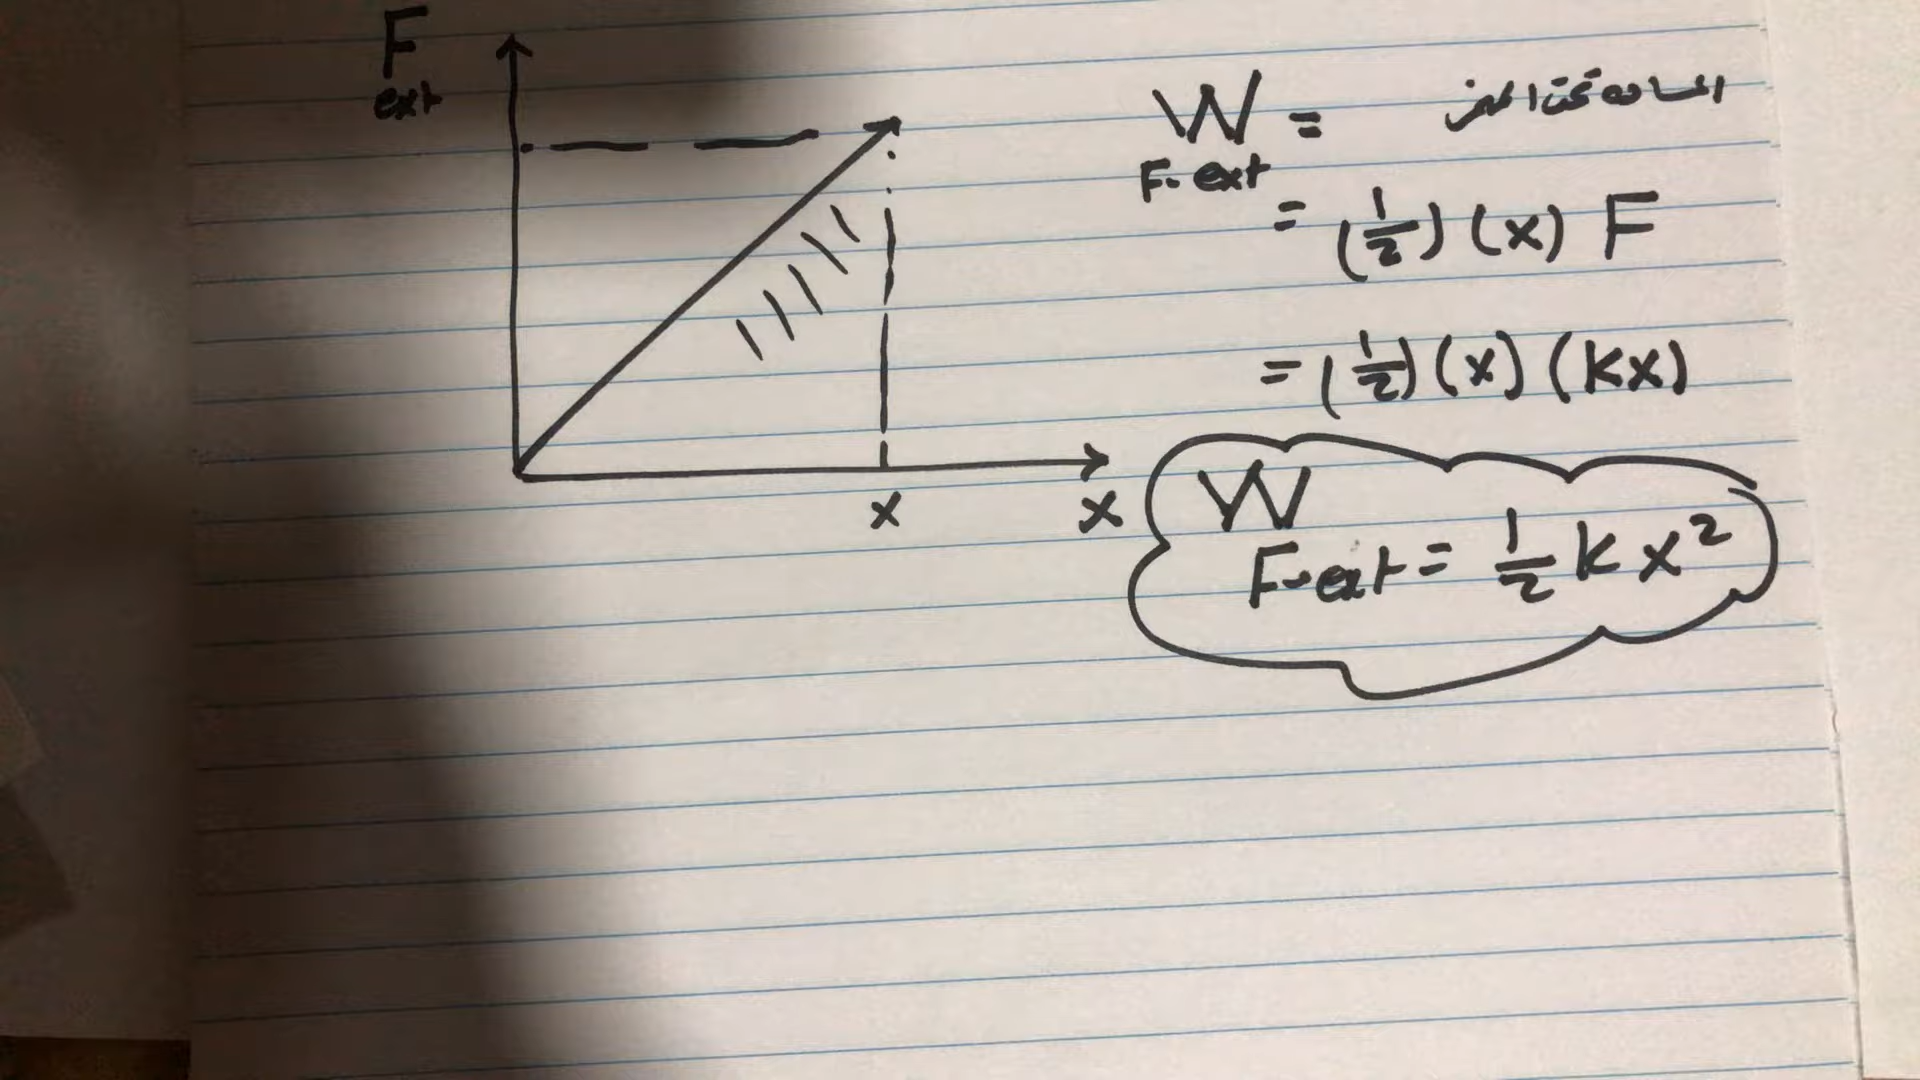 F
ext
W = المساحة تحت المنحنى
F. ext
= (1/2) (x) F
= (1/2) (x) (kx)
x x
W
F. ext = 1/2 k x²